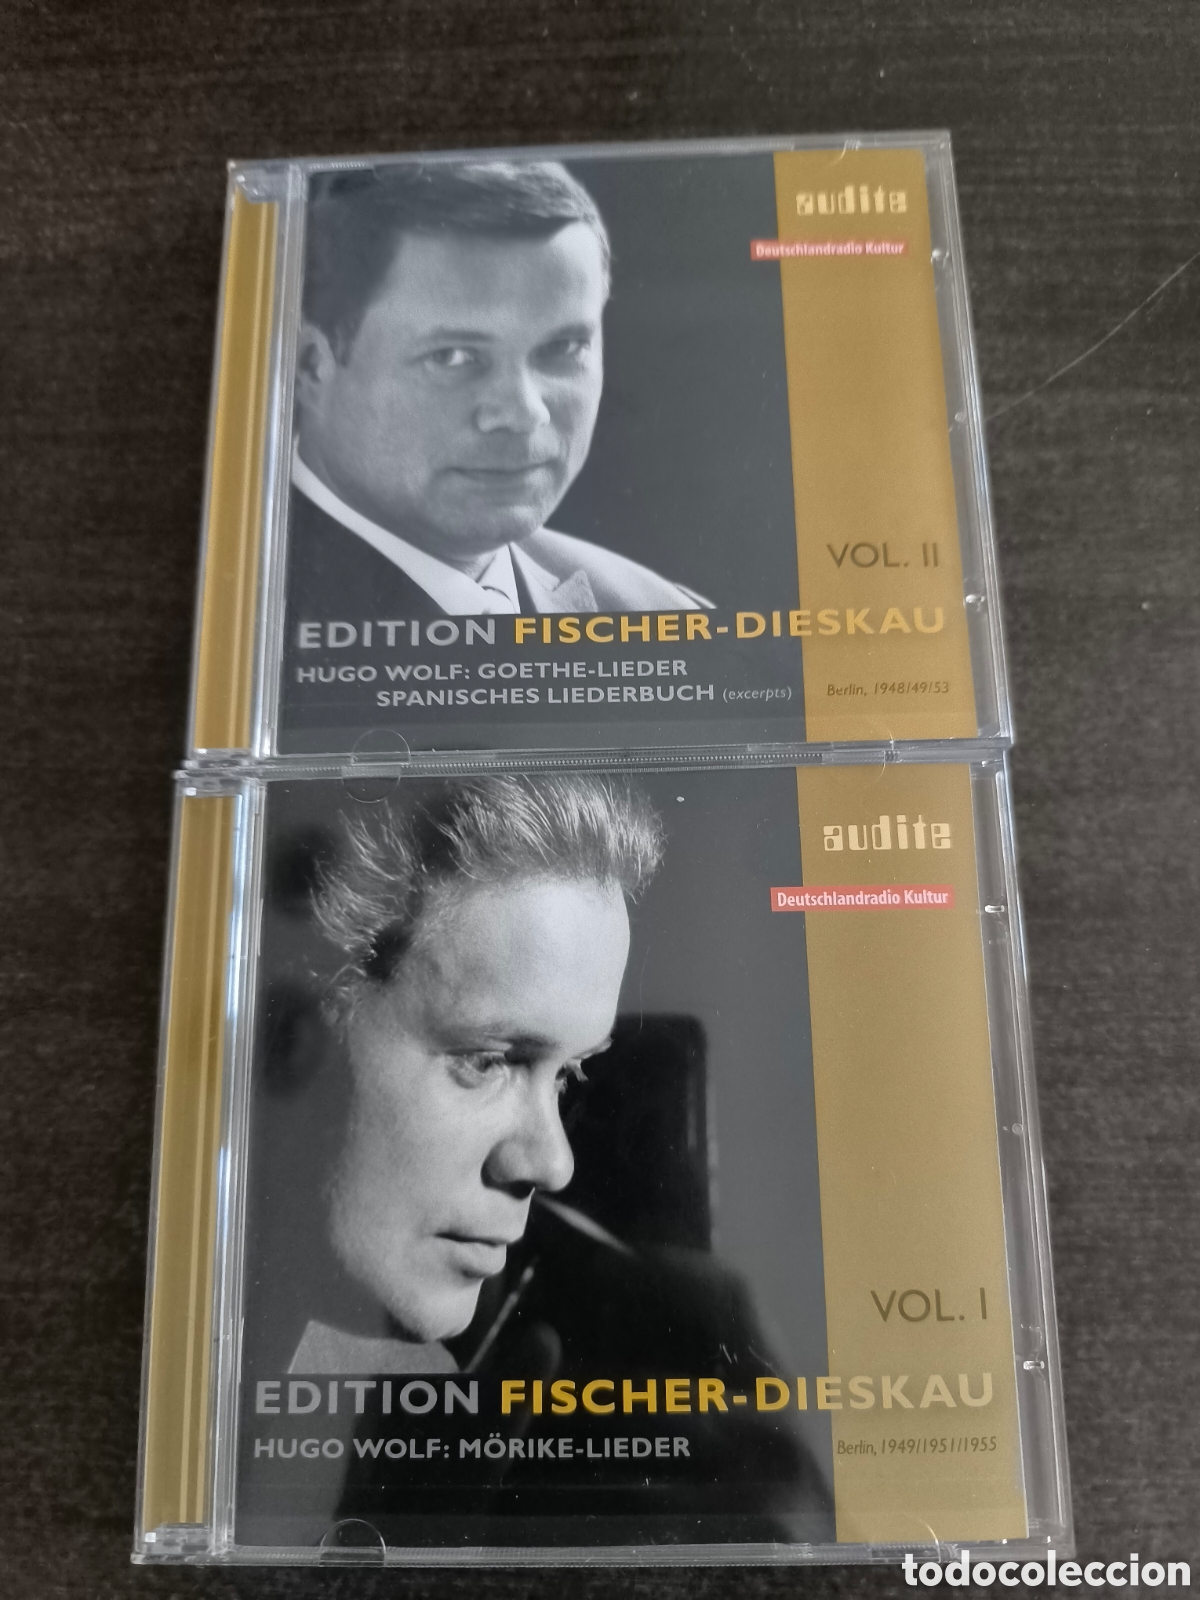 audite
Deutschlandradio Kultur
VOL. II
EDITION FISCHER-DIESKAU
HUGO WOLF: GOETHE-LIEDER
SPANISCHES LIEDERBUCH (excerpts)
Berlin, 1948/49/53
audite
Deutschlandradio Kultur
VOL. I
EDITION FISCHER-DIESKAU
HUGO WOLF: MÖRIKE-LIEDER
Berlin, 1949/1951/1955
todocoleccion